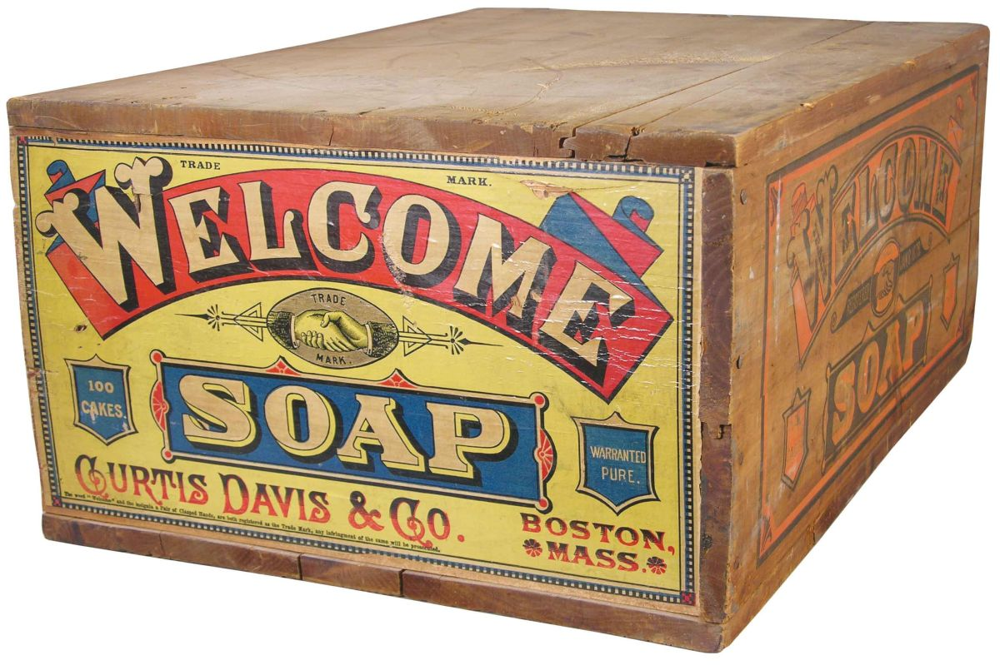 TRADE MARK.
WELCOME
TRADE
MARK.
100
CAKES.
SOAP
WARRANTED
PURE.
CURTIS DAVIS & CO.
The word "Welcome" and the insignia a Pair of Clasped Hands, are both registered as the Trade Mark, any infringment of the same will be prosecuted.
BOSTON,
MASS.
WELCOME
SOAP